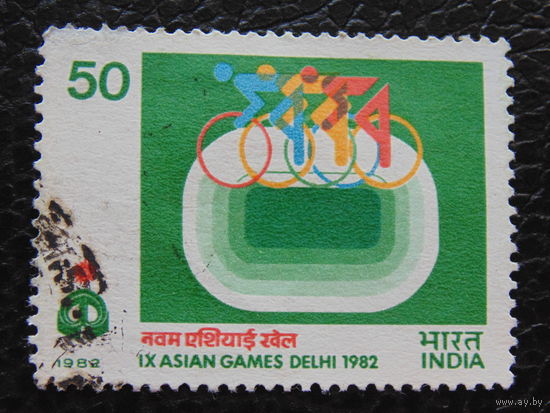 50
नवम एशियाई खेल
IX ASIAN GAMES DELHI 1982
भारत
INDIA
1982
www.ay.by